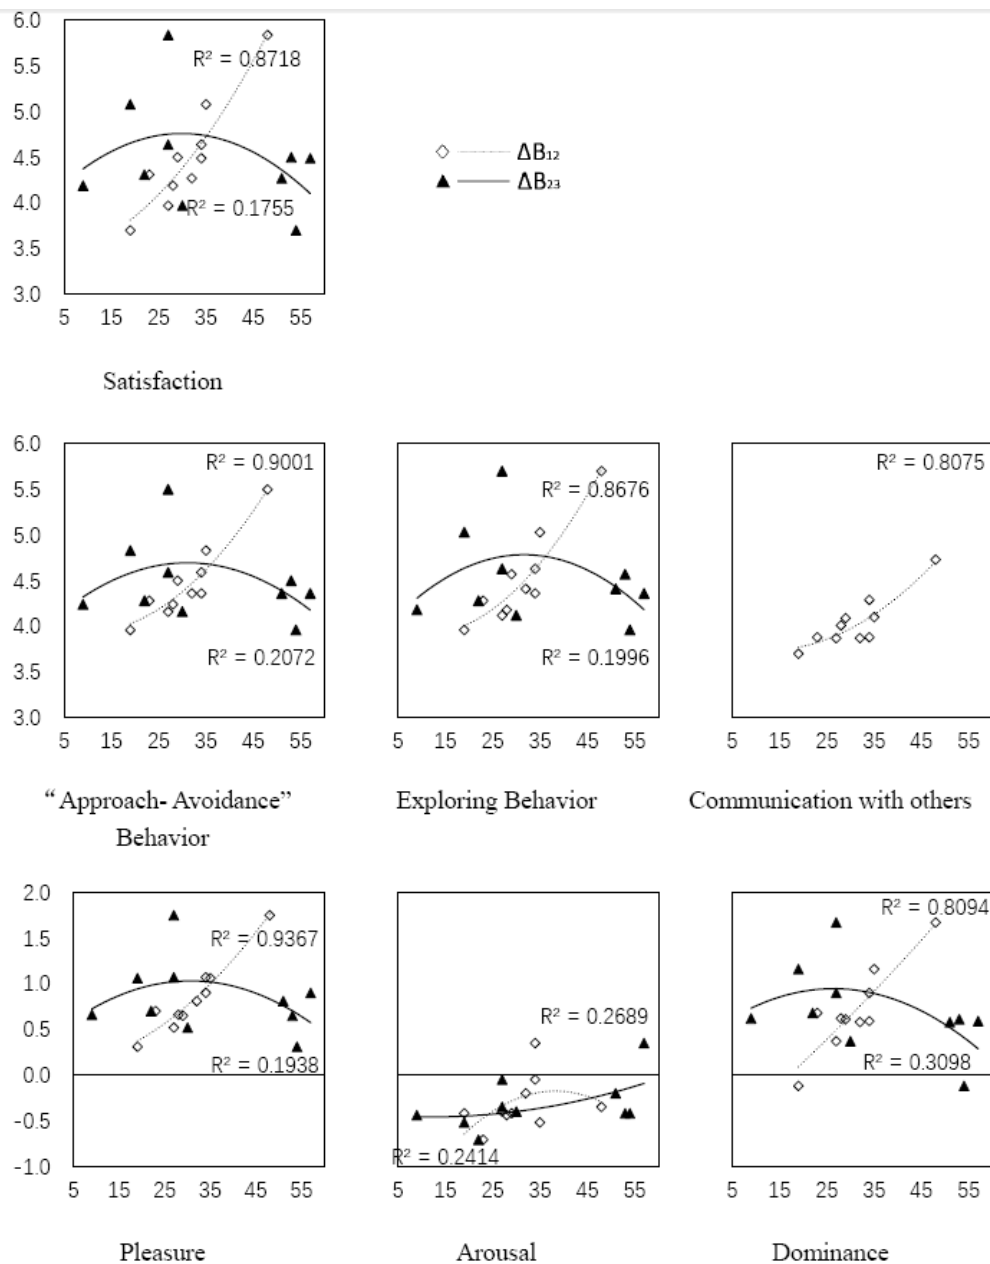 6.0
5.5
5.0
4.5
4.0
3.5
3.0
R² = 0.8718
R² = 0.1755
5 15 25 35 45 55
Satisfaction
ΔB₁₂
ΔB₂₃
6.0
5.5
5.0
4.5
4.0
3.5
3.0
R² = 0.9001
R² = 0.2072
5 15 25 35 45 55
“Approach- Avoidance”
Behavior
R² = 0.8676
R² = 0.1996
5 15 25 35 45 55
Exploring Behavior
R² = 0.8075
5 15 25 35 45 55
Communication with others
2.0
1.5
1.0
0.5
0.0
-0.5
-1.0
R² = 0.9367
R² = 0.1938
5 15 25 35 45 55
Pleasure
R² = 0.2689
R² = 0.2414
5 15 25 35 45 55
Arousal
R² = 0.8094
R² = 0.3098
5 15 25 35 45 55
Dominance